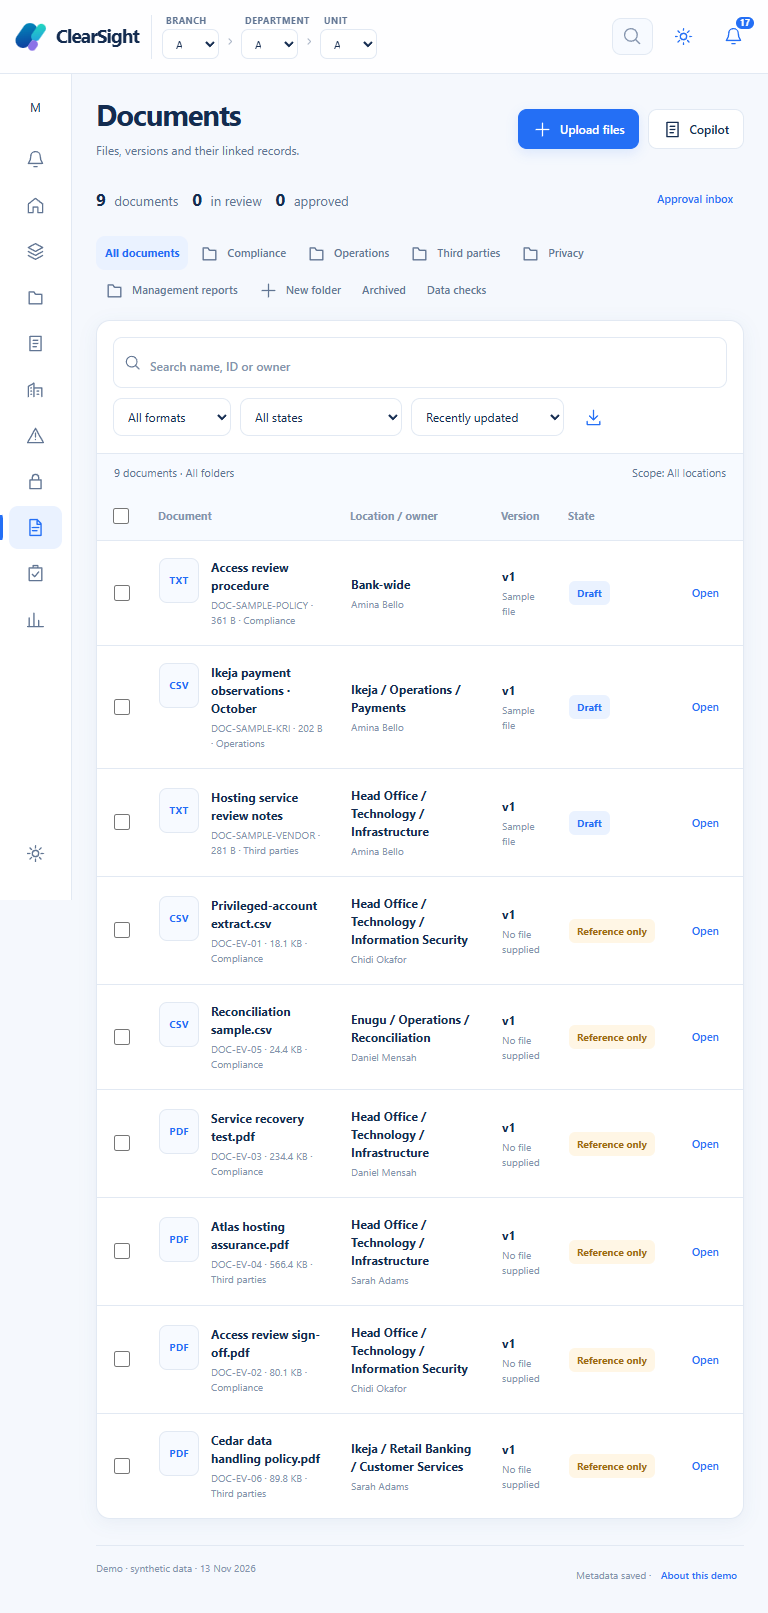 ClearSight
BRANCH
DEPARTMENT
UNIT
A
A
A
17
M
Documents
Files, versions and their linked records.
Upload files
Copilot
9 documents 0 in review 0 approved
Approval inbox
All documents
Compliance
Operations
Third parties
Privacy
Management reports
New folder
Archived
Data checks
Search name, ID or owner
All formats
All states
Recently updated
9 documents · All folders
Scope: All locations
Document
Location / owner
Version
State
TXT
Access review
procedure
DOC-SAMPLE-POLICY ·
361 B · Compliance
Bank-wide
Amina Bello
v1
Sample
file
Draft
Open
CSV
Ikeja payment
observations ·
October
DOC-SAMPLE-KRI · 202 B
· Operations
Ikeja / Operations /
Payments
Amina Bello
v1
Sample
file
Draft
Open
TXT
Hosting service
review notes
DOC-SAMPLE-VENDOR ·
281 B · Third parties
Head Office /
Technology /
Infrastructure
Amina Bello
v1
Sample
file
Draft
Open
CSV
Privileged-account
extract.csv
DOC-EV-01 · 18.1 KB ·
Compliance
Head Office /
Technology /
Information Security
Chidi Okafor
v1
No file
supplied
Reference only
Open
CSV
Reconciliation
sample.csv
DOC-EV-05 · 24.4 KB ·
Compliance
Enugu / Operations /
Reconciliation
Daniel Mensah
v1
No file
supplied
Reference only
Open
PDF
Service recovery
test.pdf
DOC-EV-03 · 234.4 KB ·
Compliance
Head Office /
Technology /
Infrastructure
Daniel Mensah
v1
No file
supplied
Reference only
Open
PDF
Atlas hosting
assurance.pdf
DOC-EV-04 · 566.4 KB ·
Third parties
Head Office /
Technology /
Infrastructure
Sarah Adams
v1
No file
supplied
Reference only
Open
PDF
Access review sign-
off.pdf
DOC-EV-02 · 80.1 KB ·
Compliance
Head Office /
Technology /
Information Security
Chidi Okafor
v1
No file
supplied
Reference only
Open
PDF
Cedar data
handling policy.pdf
DOC-EV-06 · 89.8 KB ·
Third parties
Ikeja / Retail Banking
/ Customer Services
Sarah Adams
v1
No file
supplied
Reference only
Open
Demo · synthetic data · 13 Nov 2026
Metadata saved ·
About this demo